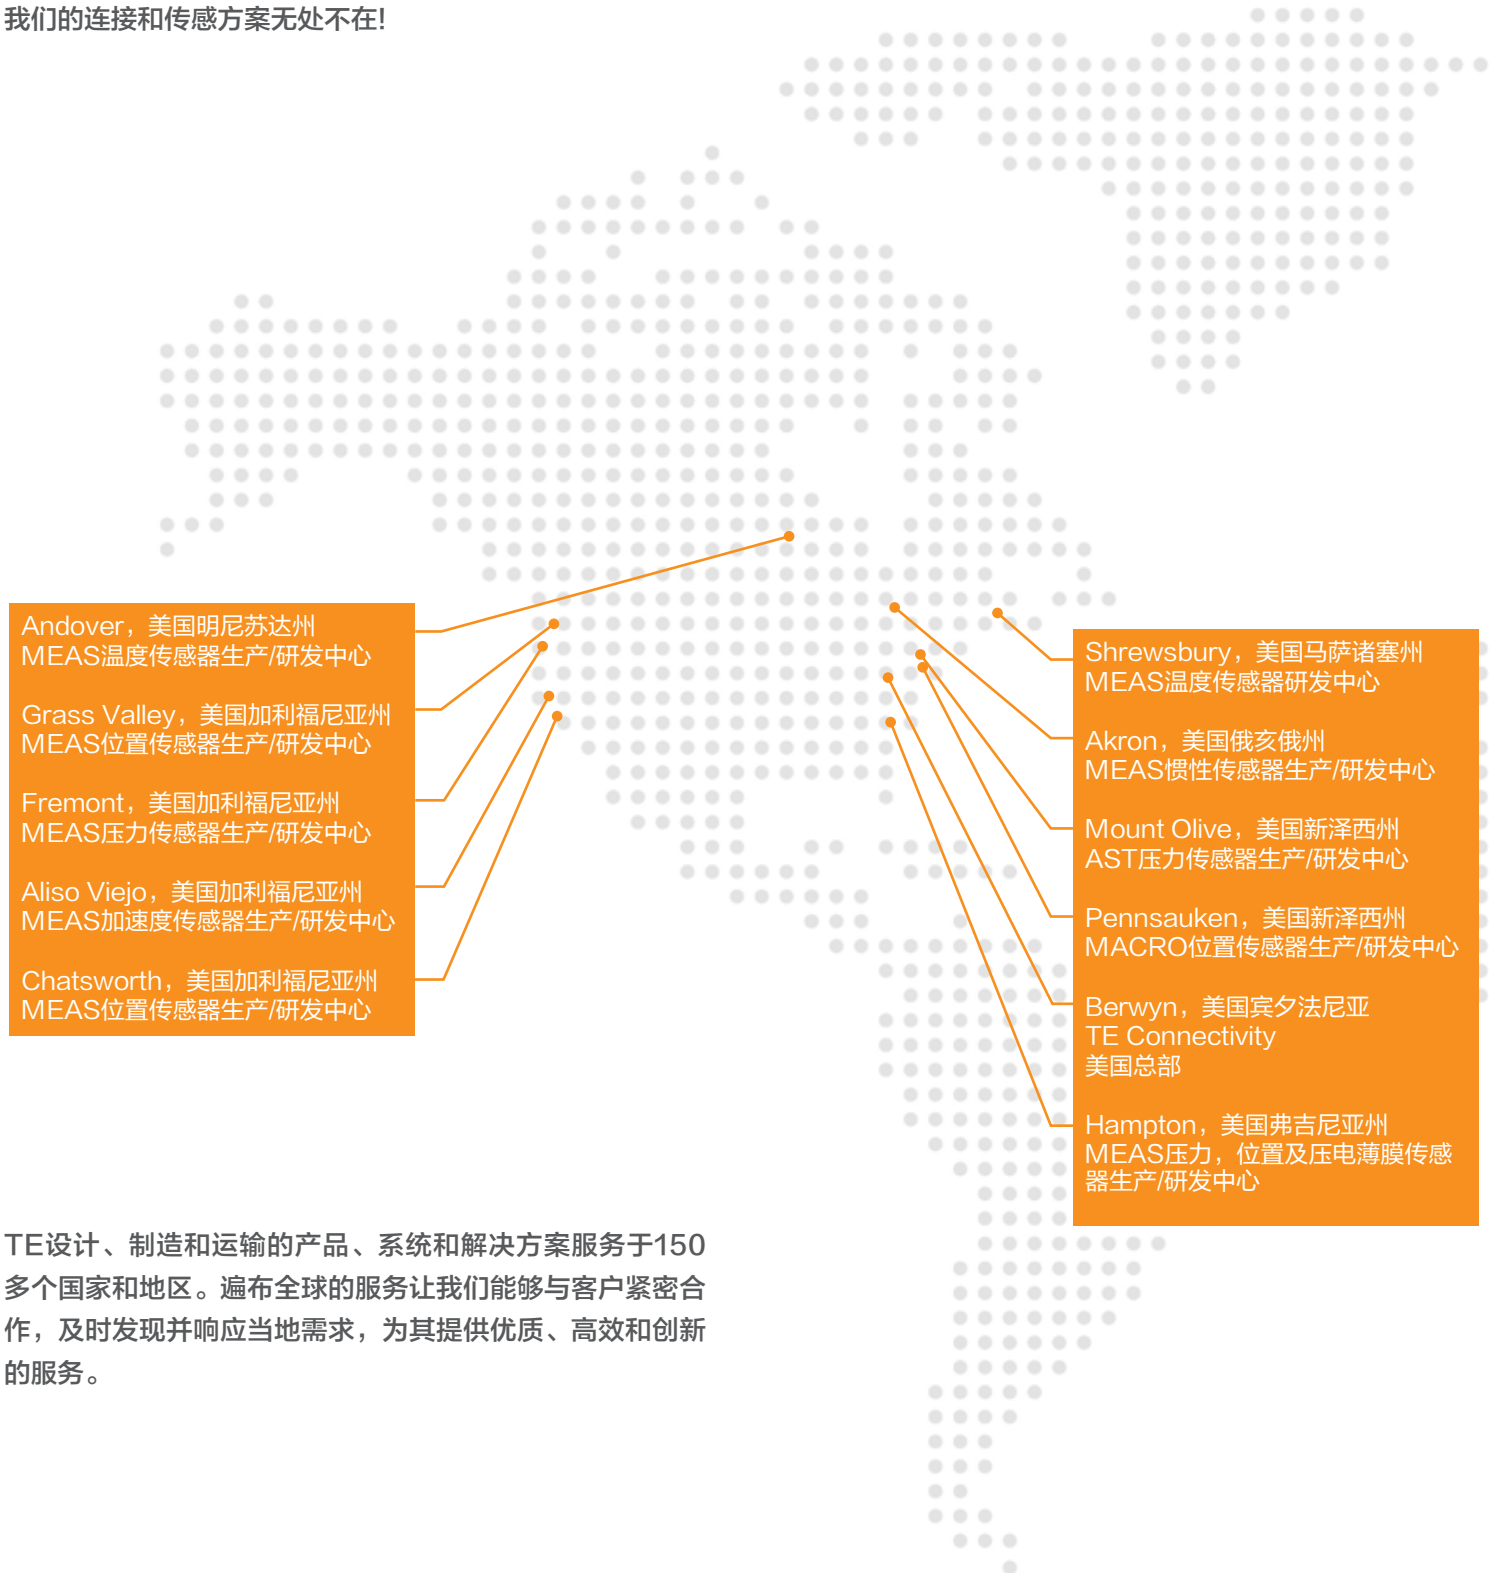 我们的连接和传感方案无处不在!
Andover，美国明尼苏达州
MEAS温度传感器生产/研发中心
Grass Valley，美国加利福尼亚州
MEAS位置传感器生产/研发中心
Fremont，美国加利福尼亚州
MEAS压力传感器生产/研发中心
Aliso Viejo，美国加利福尼亚州
MEAS加速度传感器生产/研发中心
Chatsworth，美国加利福尼亚州
MEAS位置传感器生产/研发中心
Shrewsbury，美国马萨诸塞州
MEAS温度传感器研发中心
Akron，美国俄亥俄州
MEAS惯性传感器生产/研发中心
Mount Olive，美国新泽西州
AST压力传感器生产/研发中心
Pennsauken，美国新泽西州
MACRO位置传感器生产/研发中心
Berwyn，美国宾夕法尼亚
TE Connectivity
美国总部
Hampton，美国弗吉尼亚州
MEAS压力，位置及压电薄膜传感
器生产/研发中心
TE设计、制造和运输的产品、系统和解决方案服务于150
多个国家和地区。遍布全球的服务让我们能够与客户紧密合
作，及时发现并响应当地需求，为其提供优质、高效和创新
的服务。